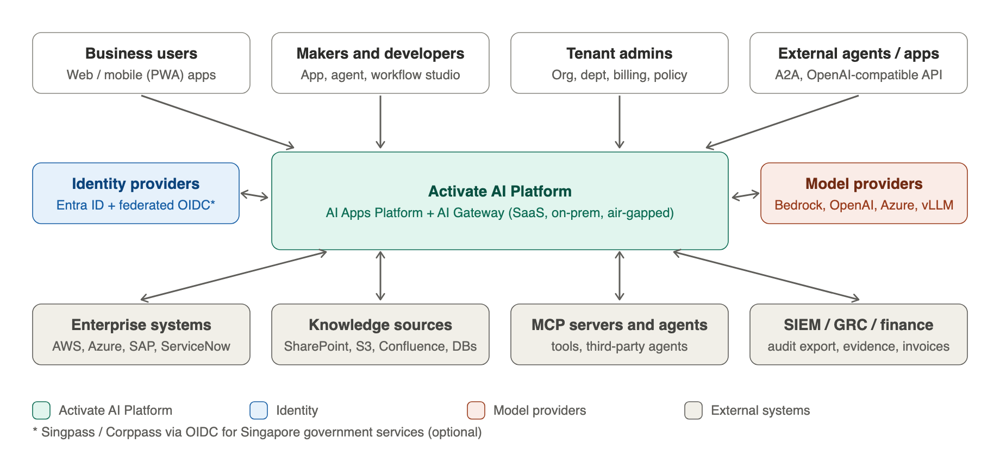 Business users
Web / mobile (PWA) apps
Makers and developers
App, agent, workflow studio
Tenant admins
Org, dept, billing, policy
External agents / apps
A2A, OpenAI-compatible API
Identity providers
Entra ID + federated OIDC*
Activate AI Platform
AI Apps Platform + AI Gateway (SaaS, on-prem, air-gapped)
Model providers
Bedrock, OpenAI, Azure, vLLM
Enterprise systems
AWS, Azure, SAP, ServiceNow
Knowledge sources
SharePoint, S3, Confluence, DBs
MCP servers and agents
tools, third-party agents
SIEM / GRC / finance
audit export, evidence, invoices
Activate AI Platform
Identity
Model providers
External systems
* Singpass / Corppass via OIDC for Singapore government services (optional)